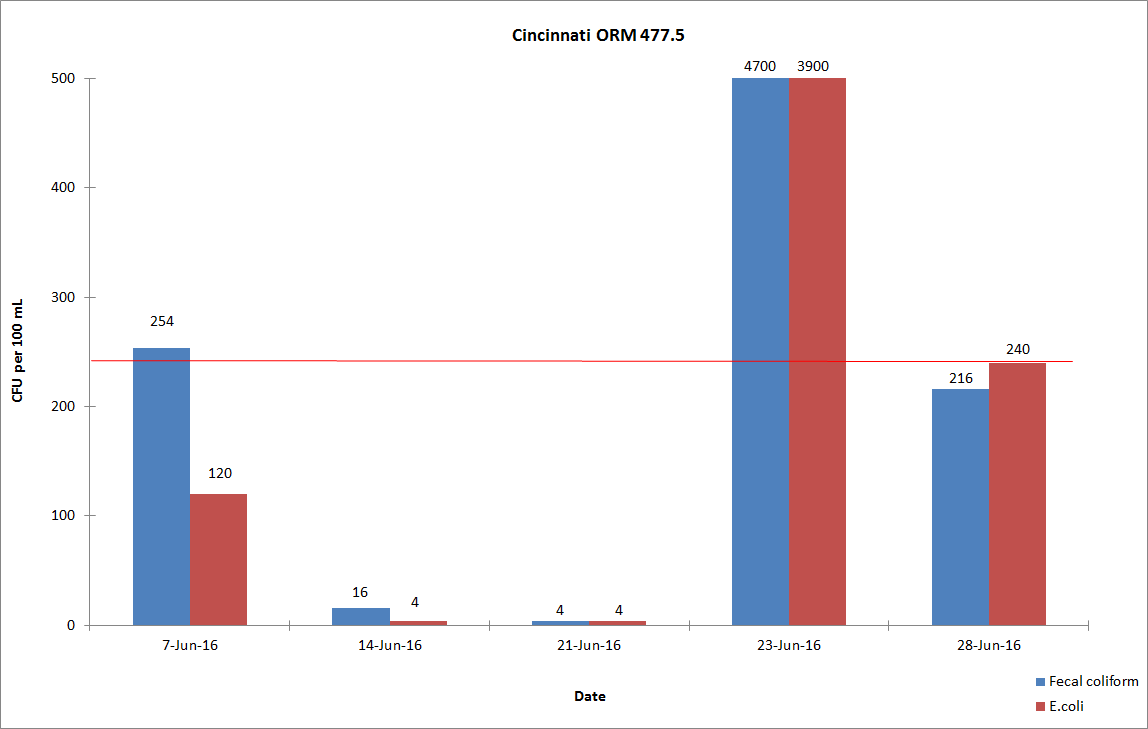 Cincinnati ORM 477.5
4700 3900
500
400
300
254
240
216
200
120
100
16
4
4 4
0
7-Jun-16 14-Jun-16 21-Jun-16 23-Jun-16 28-Jun-16
CFU per 100 mL
Date
Fecal coliform
E.coli